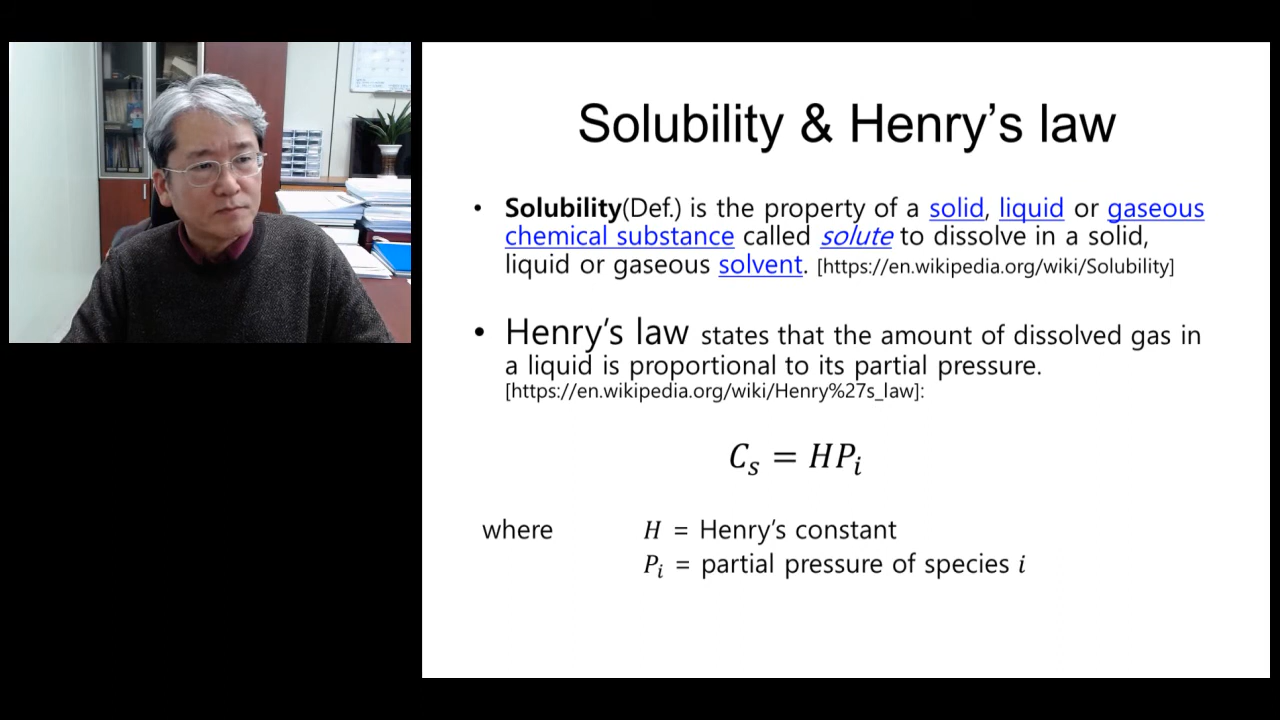 Solubility & Henry’s law
• Solubility(Def.) is the property of a solid, liquid or gaseous
chemical substance called solute to dissolve in a solid,
liquid or gaseous solvent. [https://en.wikipedia.org/wiki/Solubility]
• Henry’s law states that the amount of dissolved gas in
a liquid is proportional to its partial pressure.
[https://en.wikipedia.org/wiki/Henry%27s_law]:
C_s = HP_i
where H = Henry’s constant
P_i = partial pressure of species i